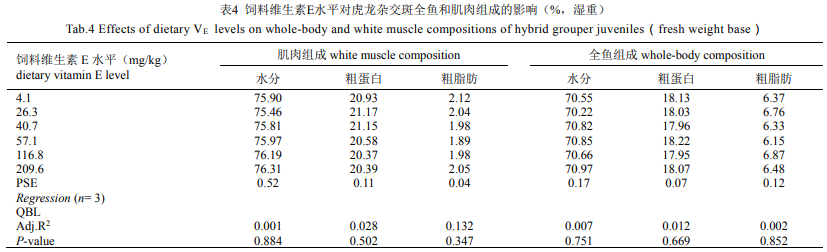 表4 饲料维生素E水平对虎龙杂交斑全鱼和肌肉组成的影响（%，湿重）
Tab.4 Effects of dietary VE levels on whole-body and white muscle compositions of hybrid grouper juveniles（fresh weight base）
饲料维生素 E 水平（mg/kg） 肌肉组成 white muscle composition 全鱼组成 whole-body composition
dietary vitamin E level 水分 粗蛋白 粗脂肪 水分 粗蛋白 粗脂肪
4.1 75.90 20.93 2.12 70.55 18.13 6.37
26.3 75.46 21.17 2.04 70.22 18.03 6.76
40.7 75.81 21.15 1.98 70.82 17.96 6.33
57.1 75.97 20.58 1.89 70.85 18.22 6.15
116.8 76.19 20.37 1.98 70.66 17.95 6.87
209.6 76.31 20.39 2.05 70.97 18.07 6.48
PSE 0.52 0.11 0.04 0.17 0.07 0.12
Regression (n= 3)
QBL
Adj.R2 0.001 0.028 0.132 0.007 0.012 0.002
P-value 0.884 0.502 0.347 0.751 0.669 0.852